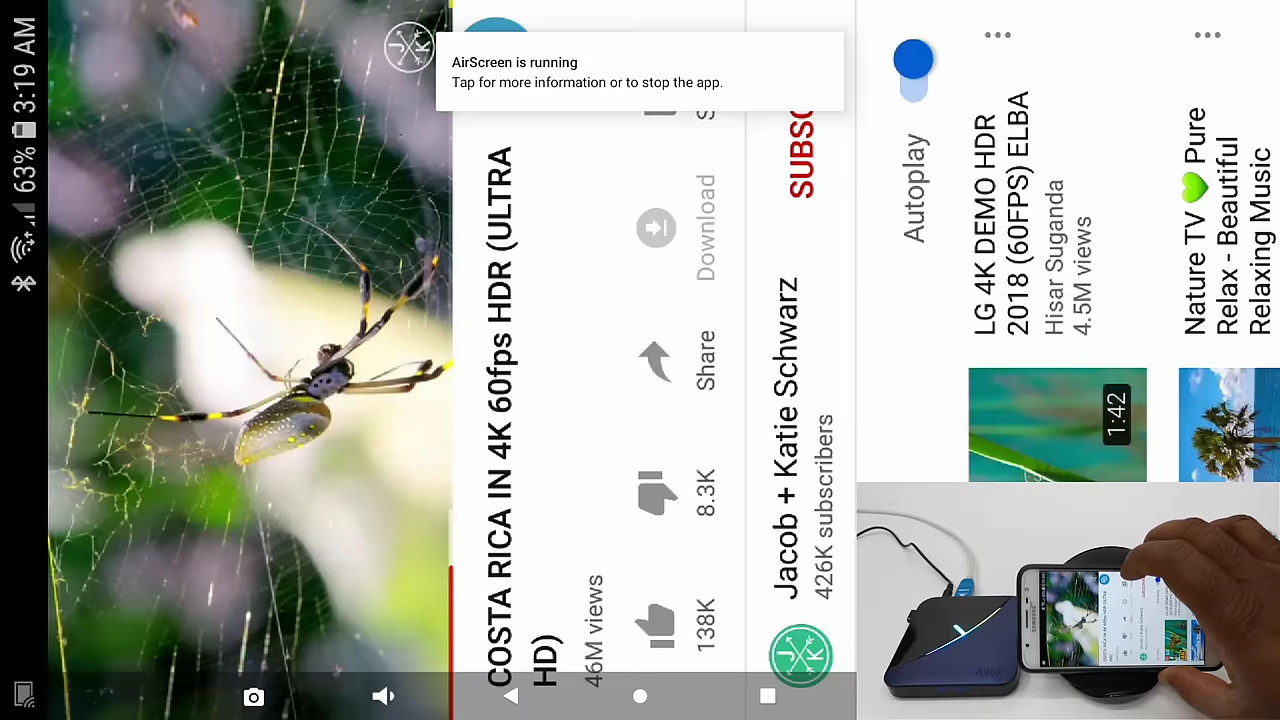 3:19 AM
63%
JK
AirScreen is running
Tap for more information or to stop the app.
COSTA RICA IN 4K 60fps HDR (ULTRA
HD)
46M views
138K
8.3K
Share
Download
Jacob + Katie Schwarz
426K subscribers
JK
SUBSC
Autoplay
LG 4K DEMO HDR
2018 (60FPS) ELBA
Hisar Suganda
4.5M views
1:42
Nature TV 💚 Pure
Relax - Beautiful
Relaxing Music